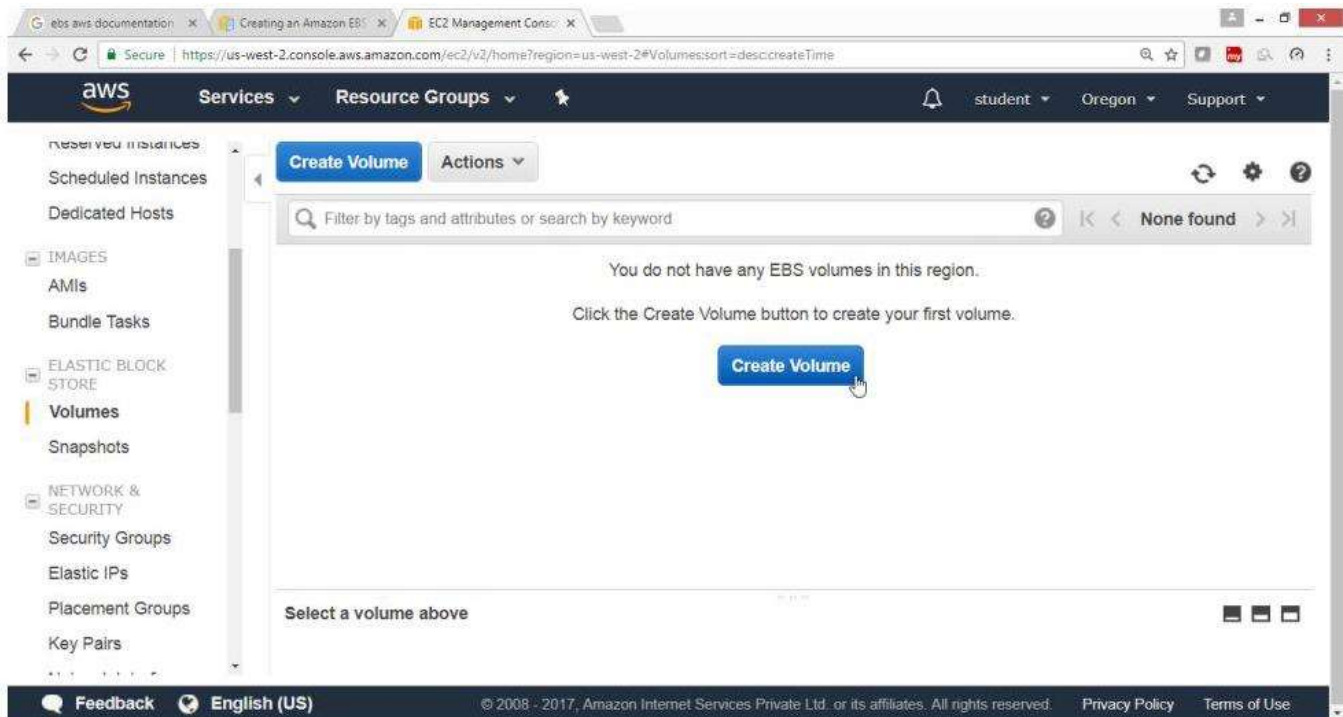 ebs aws documentation
Creating an Amazon EBS
EC2 Management Conso
Secure https://us-west-2.console.aws.amazon.com/ec2/v2/home?region=us-west-2#Volumes:sort=desc:createTime
my
aws Services Resource Groups student Oregon Support
Reserved Instances
Scheduled Instances
Dedicated Hosts
IMAGES
AMIs
Bundle Tasks
ELASTIC BLOCK
STORE
Volumes
Snapshots
NETWORK &
SECURITY
Security Groups
Elastic IPs
Placement Groups
Key Pairs
Create Volume Actions
Filter by tags and attributes or search by keyword None found
You do not have any EBS volumes in this region.
Click the Create Volume button to create your first volume.
Create Volume
Select a volume above
Feedback English (US) © 2008 - 2017, Amazon Internet Services Private Ltd. or its affiliates. All rights reserved. Privacy Policy Terms of Use